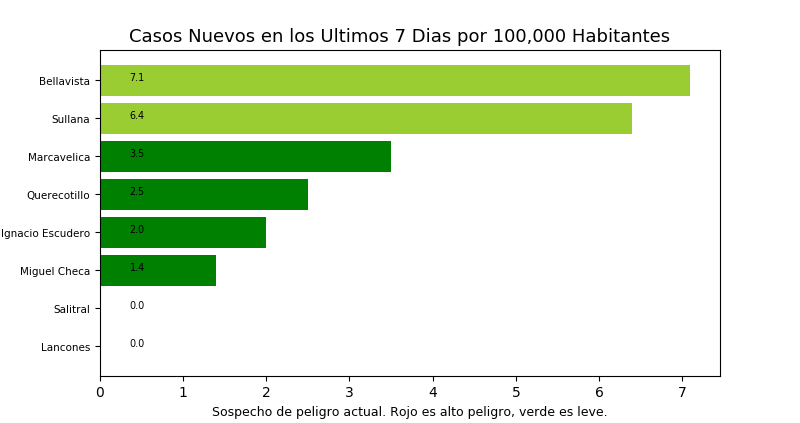 Casos Nuevos en los Ultimos 7 Dias por 100,000 Habitantes
Bellavista 7.1
Sullana 6.4
Marcavelica 3.5
Querecotillo 2.5
Ignacio Escudero 2.0
Miguel Checa 1.4
Salitral 0.0
Lancones 0.0
0 1 2 3 4 5 6 7
Sospecho de peligro actual. Rojo es alto peligro, verde es leve.